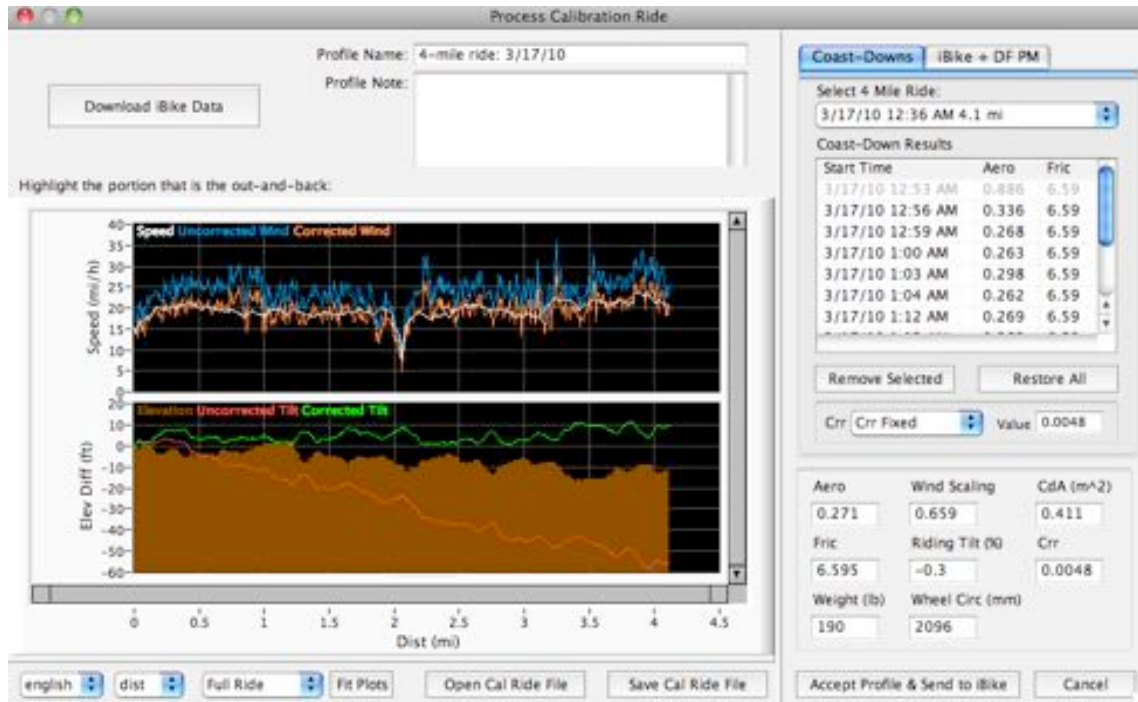 Process Calibration Ride
Profile Name: 4-mile ride: 3/17/10
Profile Note:
Download iBike Data
Highlight the portion that is the out-and-back:
Speed Uncorrected Wind Corrected Wind
Speed (mi/h)
40
35
30
25
20
15
10
5
0
Elevation Uncorrected Tilt Corrected Tilt
Elev Diff (ft)
20
10
0
-10
-20
-30
-40
-50
-60
0 0.5 1 1.5 2 2.5 3 3.5 4 4.5
Dist (mi)
english dist Full Ride Fit Plots Open Cal Ride File Save Cal Ride File
Coast-Downs iBike + DF PM
Select 4 Mile Ride:
3/17/10 12:36 AM 4.1 mi
Coast-Down Results
Start Time Aero Fric
3/17/10 12:53 AM 0.886 6.59
3/17/10 12:56 AM 0.336 6.59
3/17/10 12:59 AM 0.268 6.59
3/17/10 1:00 AM 0.263 6.59
3/17/10 1:03 AM 0.298 6.59
3/17/10 1:04 AM 0.262 6.59
3/17/10 1:12 AM 0.269 6.59
Remove Selected Restore All
Crr Crr Fixed Value 0.0048
Aero Wind Scaling CdA (m^2)
0.271 0.659 0.411
Fric Riding Tilt (%) Crr
6.595 -0.3 0.0048
Weight (lb) Wheel Circ (mm)
190 2096
Accept Profile & Send to iBike Cancel